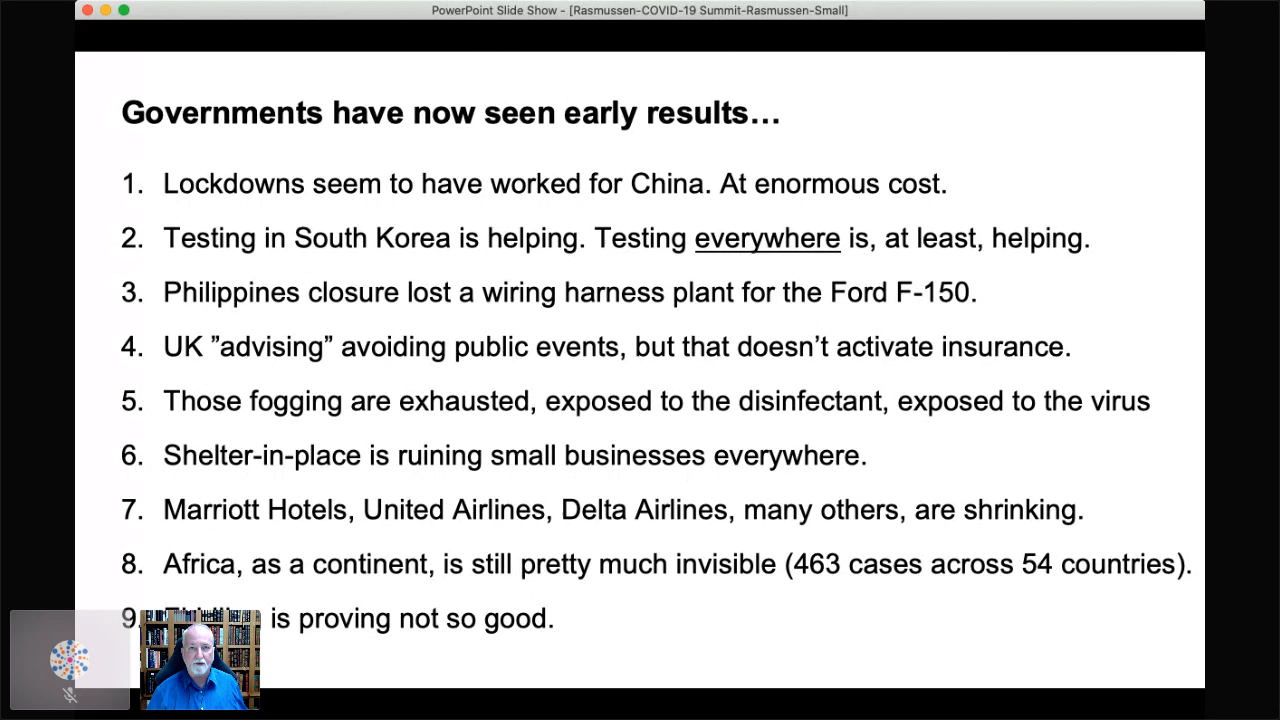 PowerPoint Slide Show - [Rasmussen-COVID-19 Summit-Rasmussen-Small]
Governments have now seen early results…
1. Lockdowns seem to have worked for China. At enormous cost.
2. Testing in South Korea is helping. Testing everywhere is, at least, helping.
3. Philippines closure lost a wiring harness plant for the Ford F-150.
4. UK ”advising” avoiding public events, but that doesn’t activate insurance.
5. Those fogging are exhausted, exposed to the disinfectant, exposed to the virus
6. Shelter-in-place is ruining small businesses everywhere.
7. Marriott Hotels, United Airlines, Delta Airlines, many others, are shrinking.
8. Africa, as a continent, is still pretty much invisible (463 cases across 54 countries).
9. is proving not so good.